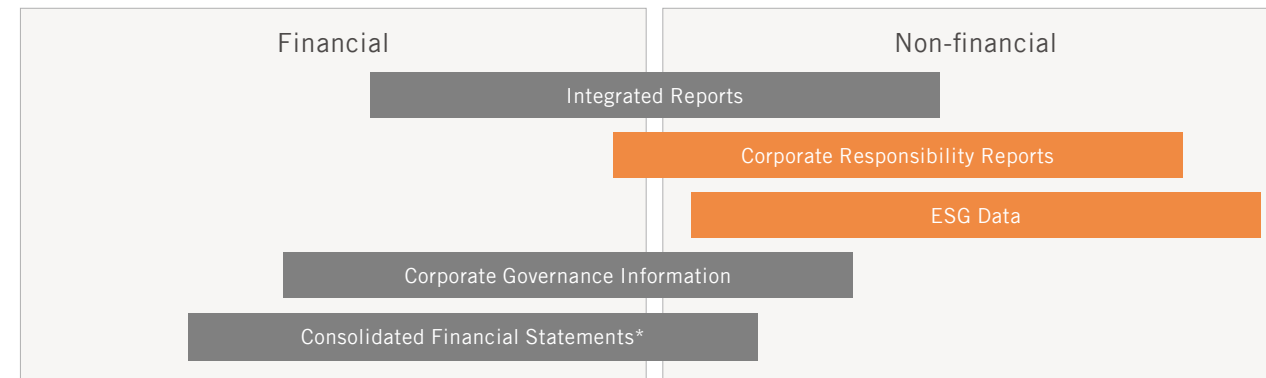 Financial
Non-financial
Integrated Reports
Corporate Responsibility Reports
ESG Data
Corporate Governance Information
Consolidated Financial Statements*